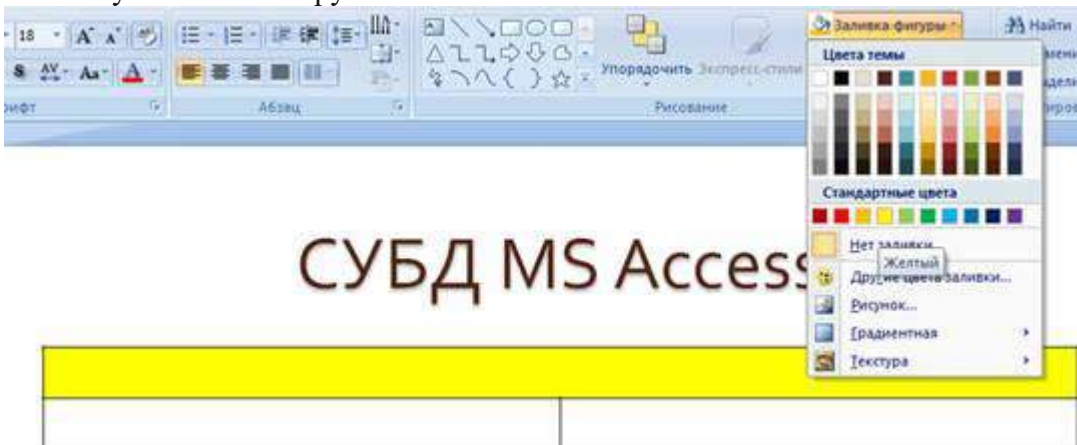 18
Заливка фигуры
Найти
Цвета темы
Упорядочить Экспресс-стили
Абзац
Рисование
Стандартные цвета
Нет заливки
Желтый
Другие цвета заливки...
Рисунок...
Градиентная
Текстура
СУБД MS Access